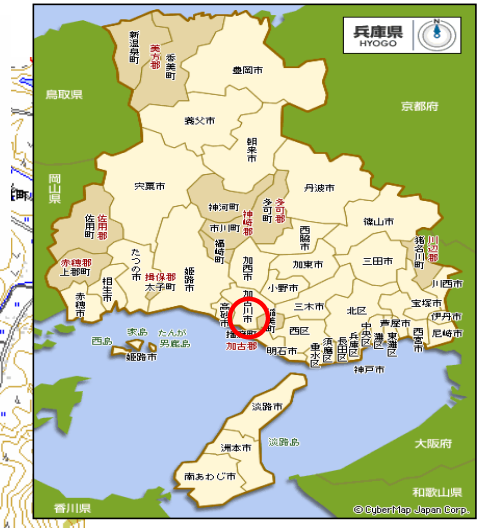 兵庫県
HYOGO
新温泉町
美方郡
香美町
豊岡市
鳥取県
京都府
養父市
朝来市
岡山県
宍粟市
丹波市
佐用町
佐用郡
神河町
神崎郡
市川町
福崎町
多可町
多可郡
篠山市
西脇市
猪名川町
川辺郡
赤穂郡
上郡町
たつの市
揖保郡
太子町
姫路市
加西市
加東市
三田市
川西市
赤穂市
相生市
小野市
宝塚市
高砂市
加古川市
三木市
北区
伊丹市
芦屋市
西宮市
尼崎市
家島
西島
たんが
男鹿島
姫路市
加古郡
西区
明石市
垂水区
須磨区
長田区
兵庫区
中央区
灘区
東灘区
神戸市
淡路市
淡路島
洲本市
南あわじ市
大阪府
和歌山県
香川県
© CyberMap Japan Corp.